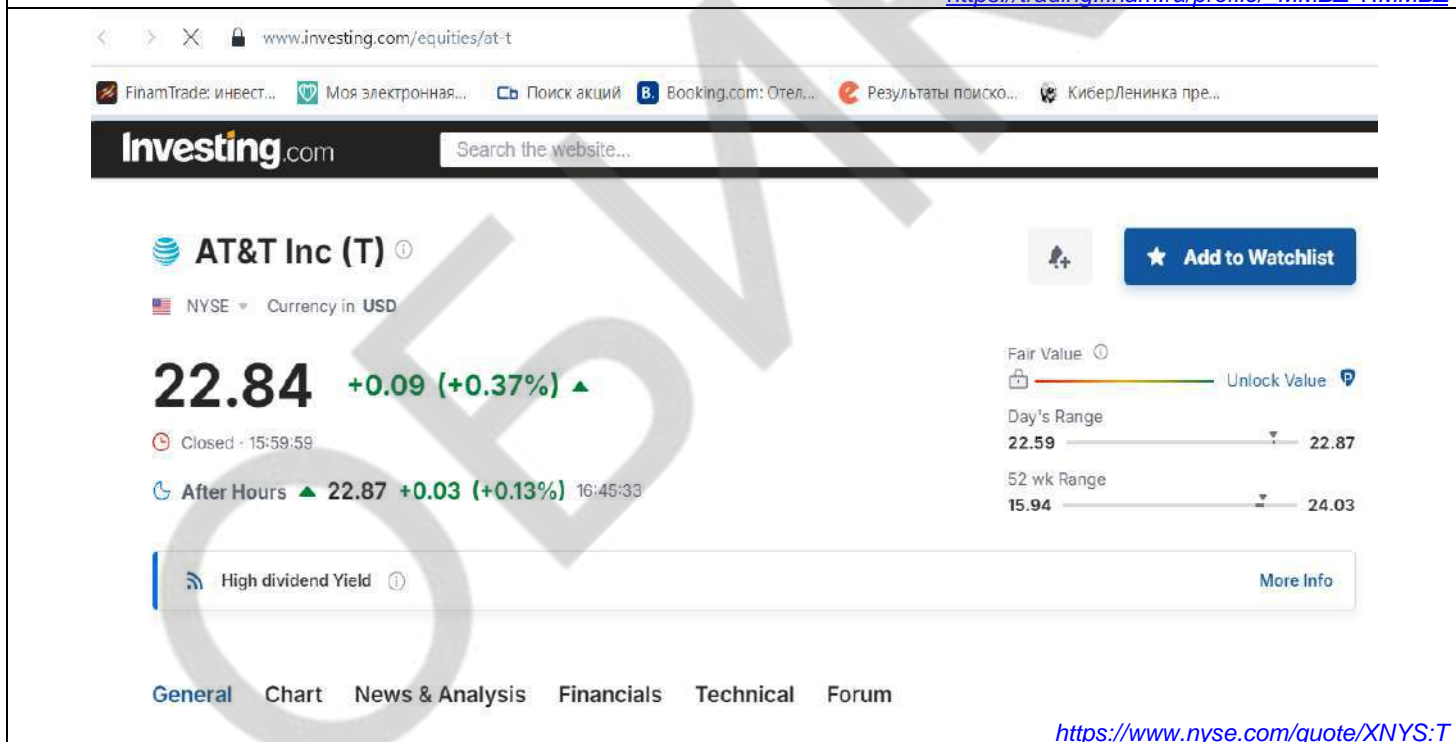 www.investing.com/equities/at-t
FinamTrade: инвест... Моя электронная... Сь Поиск акций B. Booking.com: Отел... Результаты поиско... КиберЛенинка пре...
Investing.com Search the website...
AT&T Inc (T)
Add to Watchlist
NYSE Currency in USD
22.84 +0.09 (+0.37%)
Fair Value
Unlock Value
Closed · 15:59:59
Day's Range
22.59 22.87
After Hours 22.87 +0.03 (+0.13%) 16:45:33
52 wk Range
15.94 24.03
High dividend Yield More Info
General Chart News & Analysis Financials Technical Forum
https://www.nyse.com/quote/XNYS:T